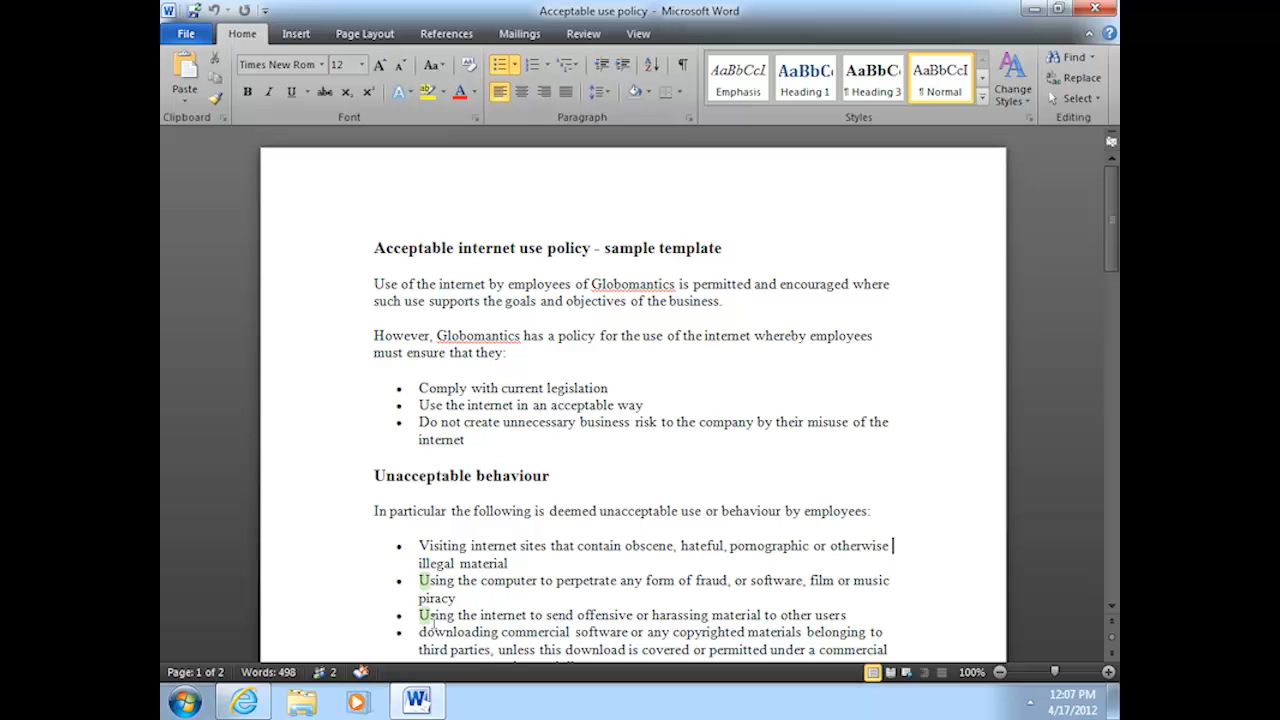 Acceptable use policy - Microsoft Word
File Home Insert Page Layout References Mailings Review View
Times New Rom 12 Aa
Paste
B I U abc x₂ x² A ab A
AaBbCcI AaBbC AaBbCc AaBbCcI
Emphasis Heading 1 ¶ Heading 3 ¶ Normal
Change Styles
Find
Replace
Select
Clipboard Font Paragraph Styles Editing
Acceptable internet use policy - sample template
Use of the internet by employees of Globomantics is permitted and encouraged where
such use supports the goals and objectives of the business.
However, Globomantics has a policy for the use of the internet whereby employees
must ensure that they:
• Comply with current legislation
• Use the internet in an acceptable way
• Do not create unnecessary business risk to the company by their misuse of the
internet
Unacceptable behaviour
In particular the following is deemed unacceptable use or behaviour by employees:
• Visiting internet sites that contain obscene, hateful, pornographic or otherwise
illegal material
• Using the computer to perpetrate any form of fraud, or software, film or music
piracy
• Using the internet to send offensive or harassing material to other users
• downloading commercial software or any copyrighted materials belonging to
third parties, unless this download is covered or permitted under a commercial
Page: 1 of 2 Words: 498 2 100%
12:07 PM
4/17/2012